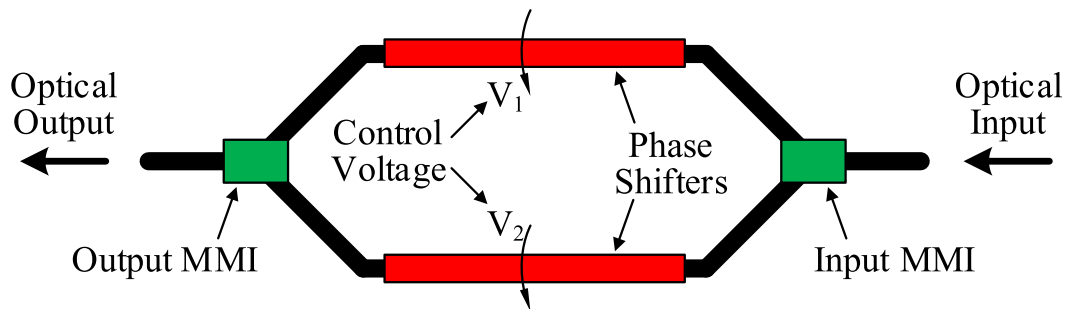 Optical
Output
V₁
Control
Voltage
V₂
Phase
Shifters
Optical
Input
Output MMI
Input MMI